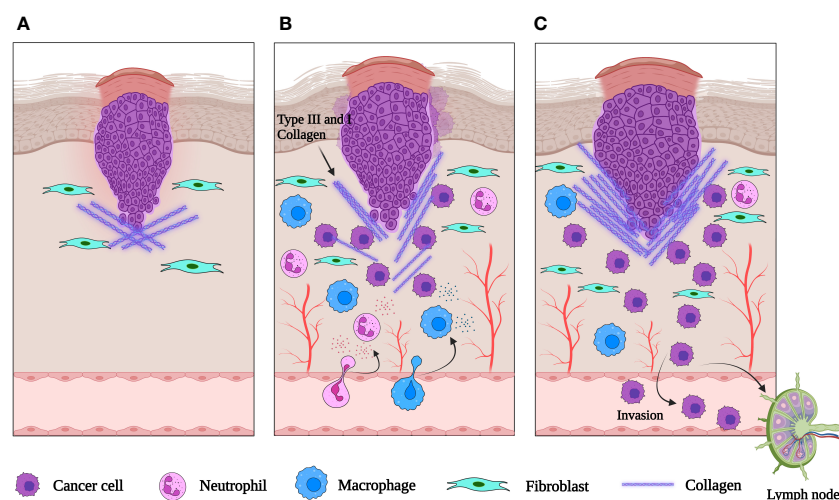 A
B
C
Type III and I
Collagen
Invasion
Cancer cell
Neutrophil
Macrophage
Fibroblast
Collagen
Lymph node